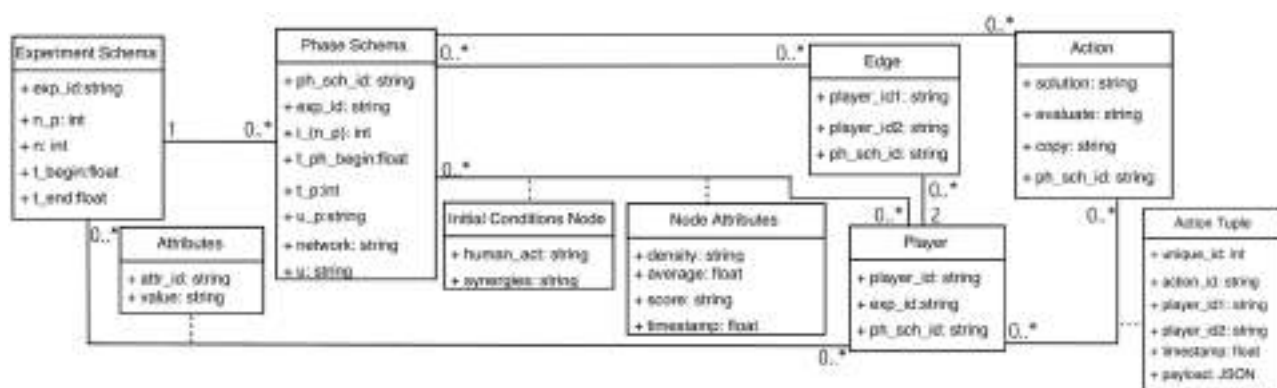 Experiment Schema
+ exp_id:string
+ n_p: int
+ n: int
+ t_begin:float
+ t_end:float
1
0..*
0..*
Phase Schema
+ ph_sch_id: string
+ exp_id: string
+ i_{n_p}: int
+ t_ph_begin:float
+ t_p:int
+ u_p:string
+ network: string
+ u: string
0..*
0..*
0..*
0..*
Attributes
+ attr_id: string
+ value: string
Initial Conditions Node
+ human_act: string
+ synergies: string
Node Attributes
+ density: string
+ average: float
+ score: string
+ timestamp: float
Edge
+ player_id1: string
+ player_id2: string
+ ph_sch_id: string
0..*
2
0..*
Player
+ player_id: string
+ exp_id:string
+ ph_sch_id: string
0..*
0..*
Action
+ solution: string
+ evaluate: string
+ copy: string
+ ph_sch_id: string
0..*
Action Tuple
+ unique_id: int
+ action_id: string
+ player_id1: string
+ player_id2: string
+ timestamp: float
+ payload: JSON